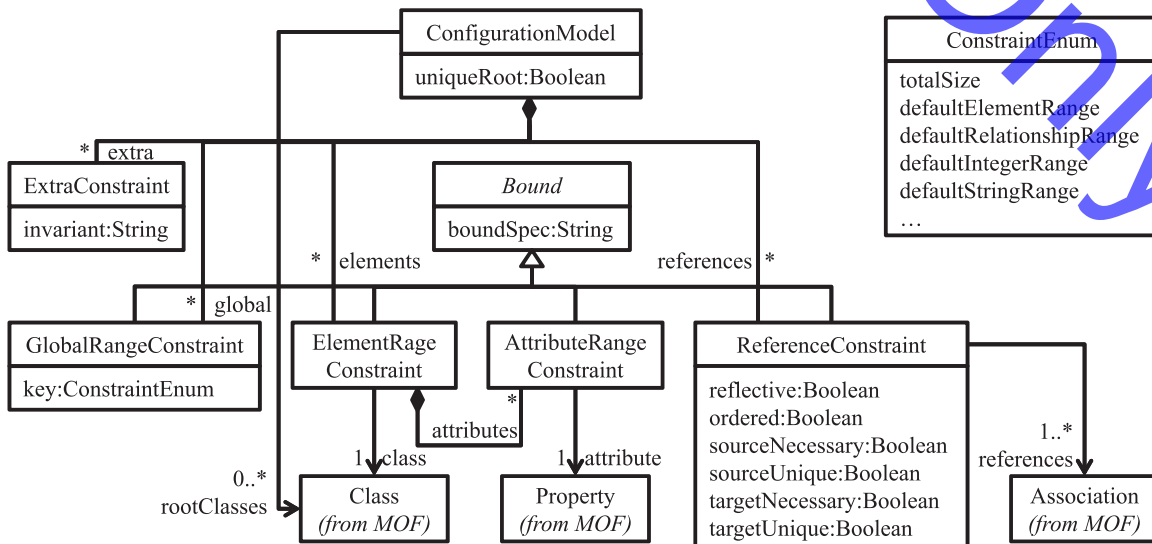 ConfigurationModel
uniqueRoot:Boolean
ConstraintEnum
totalSize
defaultElementRange
defaultRelationshipRange
defaultIntegerRange
defaultStringRange
…
* extra
ExtraConstraint
invariant:String
Bound
boundSpec:String
* elements
references *
* global
GlobalRangeConstraint
key:ConstraintEnum
ElementRage
Constraint
AttributeRange
Constraint
ReferenceConstraint
reflective:Boolean
ordered:Boolean
sourceNecessary:Boolean
sourceUnique:Boolean
targetNecessary:Boolean
targetUnique:Boolean
*
attributes
1 class
1 attribute
0..*
rootClasses
1..*
references
Class
(from MOF)
Property
(from MOF)
Association
(from MOF)
only